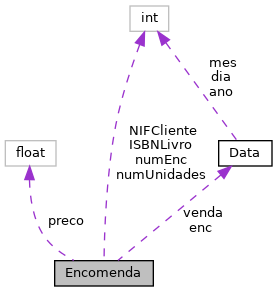 int
mes
dia
ano
NIFCliente
ISBNLivro
numEnc
numUnidades
float
Data
preco
venda
enc
Encomenda